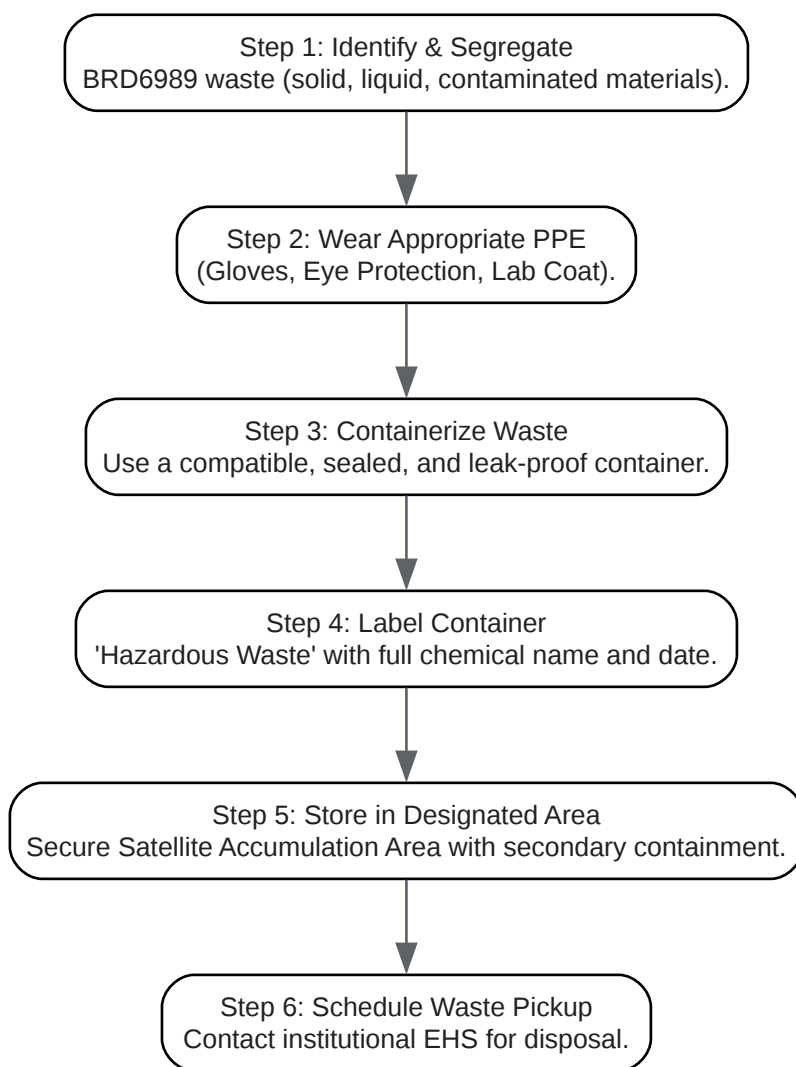 Step 1: Identify & Segregate
BRD6989 waste (solid, liquid, contaminated materials).
Step 2: Wear Appropriate PPE
(Gloves, Eye Protection, Lab Coat).
Step 3: Containerize Waste
Use a compatible, sealed, and leak-proof container.
Step 4: Label Container
'Hazardous Waste' with full chemical name and date.
Step 5: Store in Designated Area
Secure Satellite Accumulation Area with secondary containment.
Step 6: Schedule Waste Pickup
Contact institutional EHS for disposal.